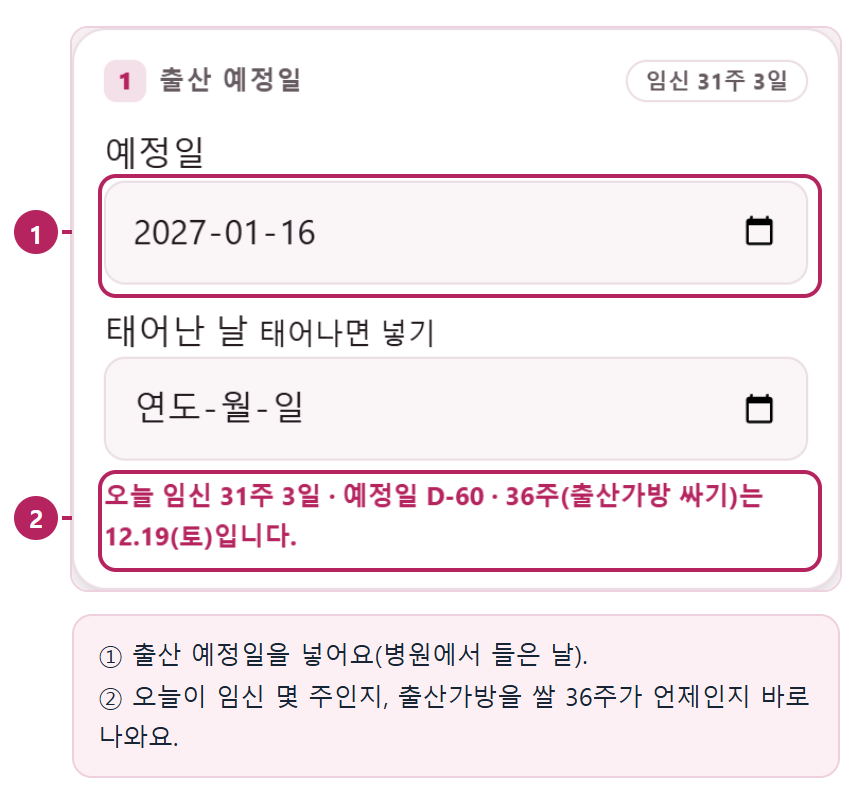 1 출산 예정일 임신 31주 3일
예정일
1 2027-01-16
태어난 날 태어나면 넣기
연도-월-일
2 오늘 임신 31주 3일 · 예정일 D-60 · 36주(출산가방 싸기)는
12.19(토)입니다.
① 출산 예정일을 넣어요(병원에서 들은 날).
② 오늘이 임신 몇 주인지, 출산가방을 쌀 36주가 언제인지 바로
나와요.